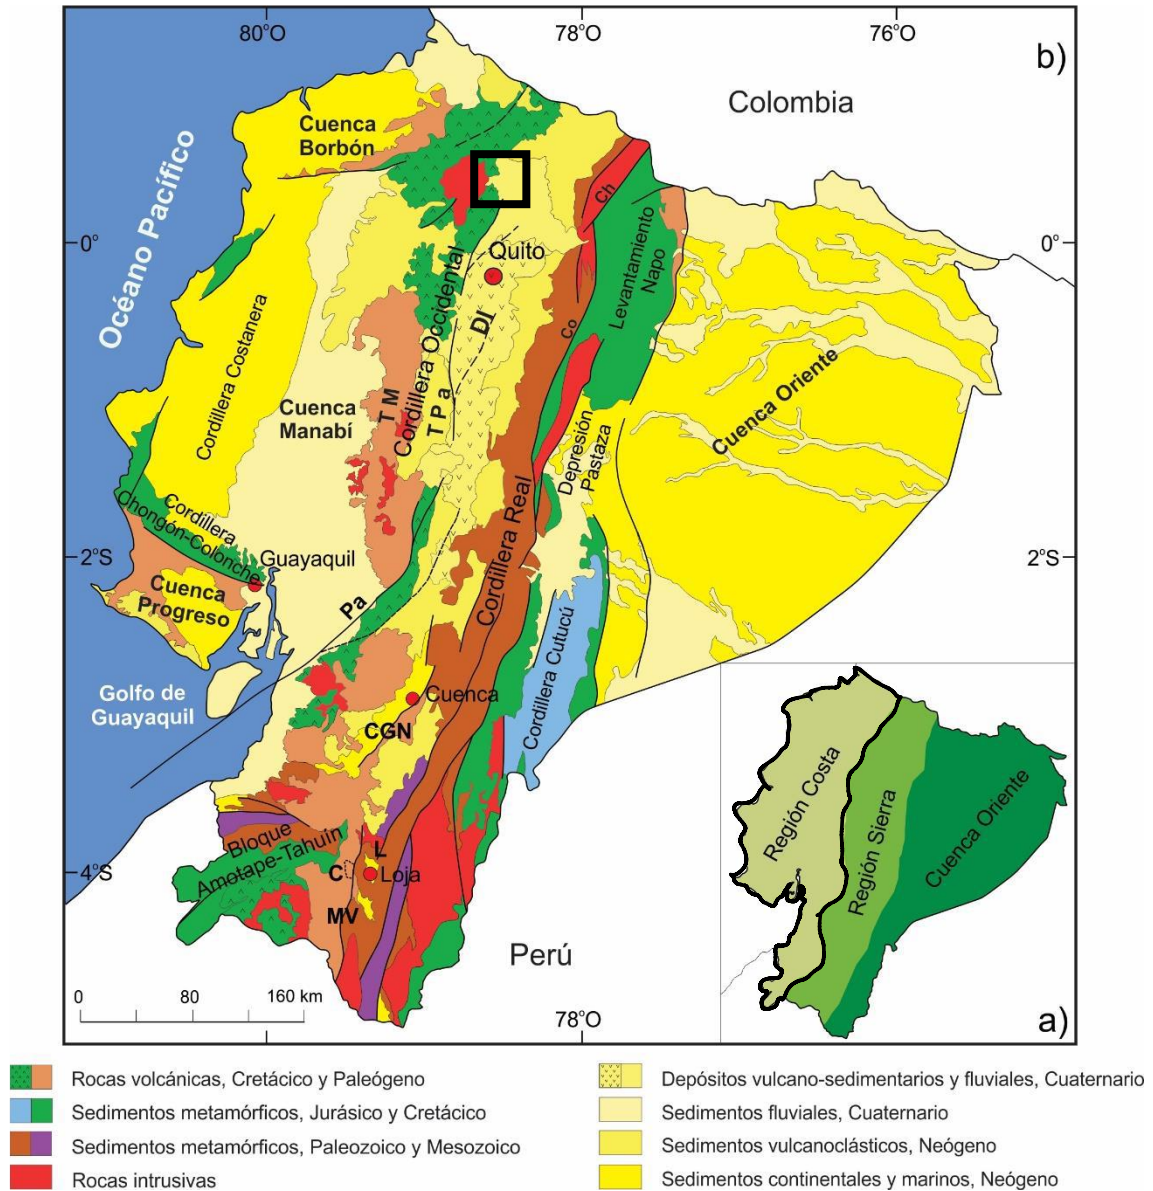 80°O
78°O
76°O
b)
Colombia
Cuenca
Borbón
Océano Pacífico
Ch
0°
0°
Quito
Levantamiento
Napo
Cordillera Occidental
DI
Co
Cordillera Costanera
Cuenca Oriente
Cuenca
Manabí
T M
T Pa
Depresión
Pastaza
Cordillera
Chongón-Colonche
Cordillera Real
2°S
Guayaquil
2°S
Cuenca
Progreso
Pa
Cordillera Cutucú
Golfo de
Guayaquil
Cuenca
CGN
Región Costa
Región Sierra
Cuenca Oriente
Bloque
Amotape-Tahuín
L
4°S
C
Loja
MV
Perú
0
80
160 km
78°O
a)
Rocas volcánicas, Cretácico y Paleógeno
Sedimentos metamórficos, Jurásico y Cretácico
Sedimentos metamórficos, Paleozoico y Mesozoico
Rocas intrusivas
Depósitos vulcano-sedimentarios y fluviales, Cuaternario
Sedimentos fluviales, Cuaternario
Sedimentos vulcanoclásticos, Neógeno
Sedimentos continentales y marinos, Neógeno